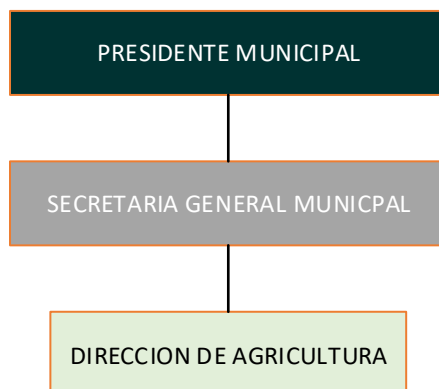 PRESIDENTE MUNICIPAL
SECRETARIA GENERAL MUNICPAL
DIRECCION DE AGRICULTURA